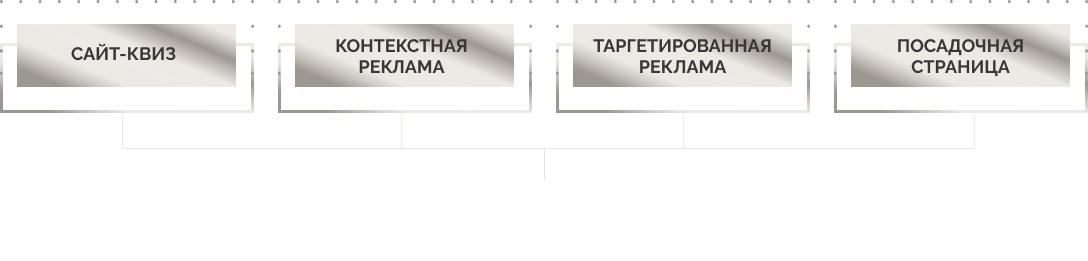 САЙТ-КВИЗ
КОНТЕКСТНАЯ
РЕКЛАМА
ТАРГЕТИРОВАННАЯ
РЕКЛАМА
ПОСАДОЧНАЯ
СТРАНИЦА